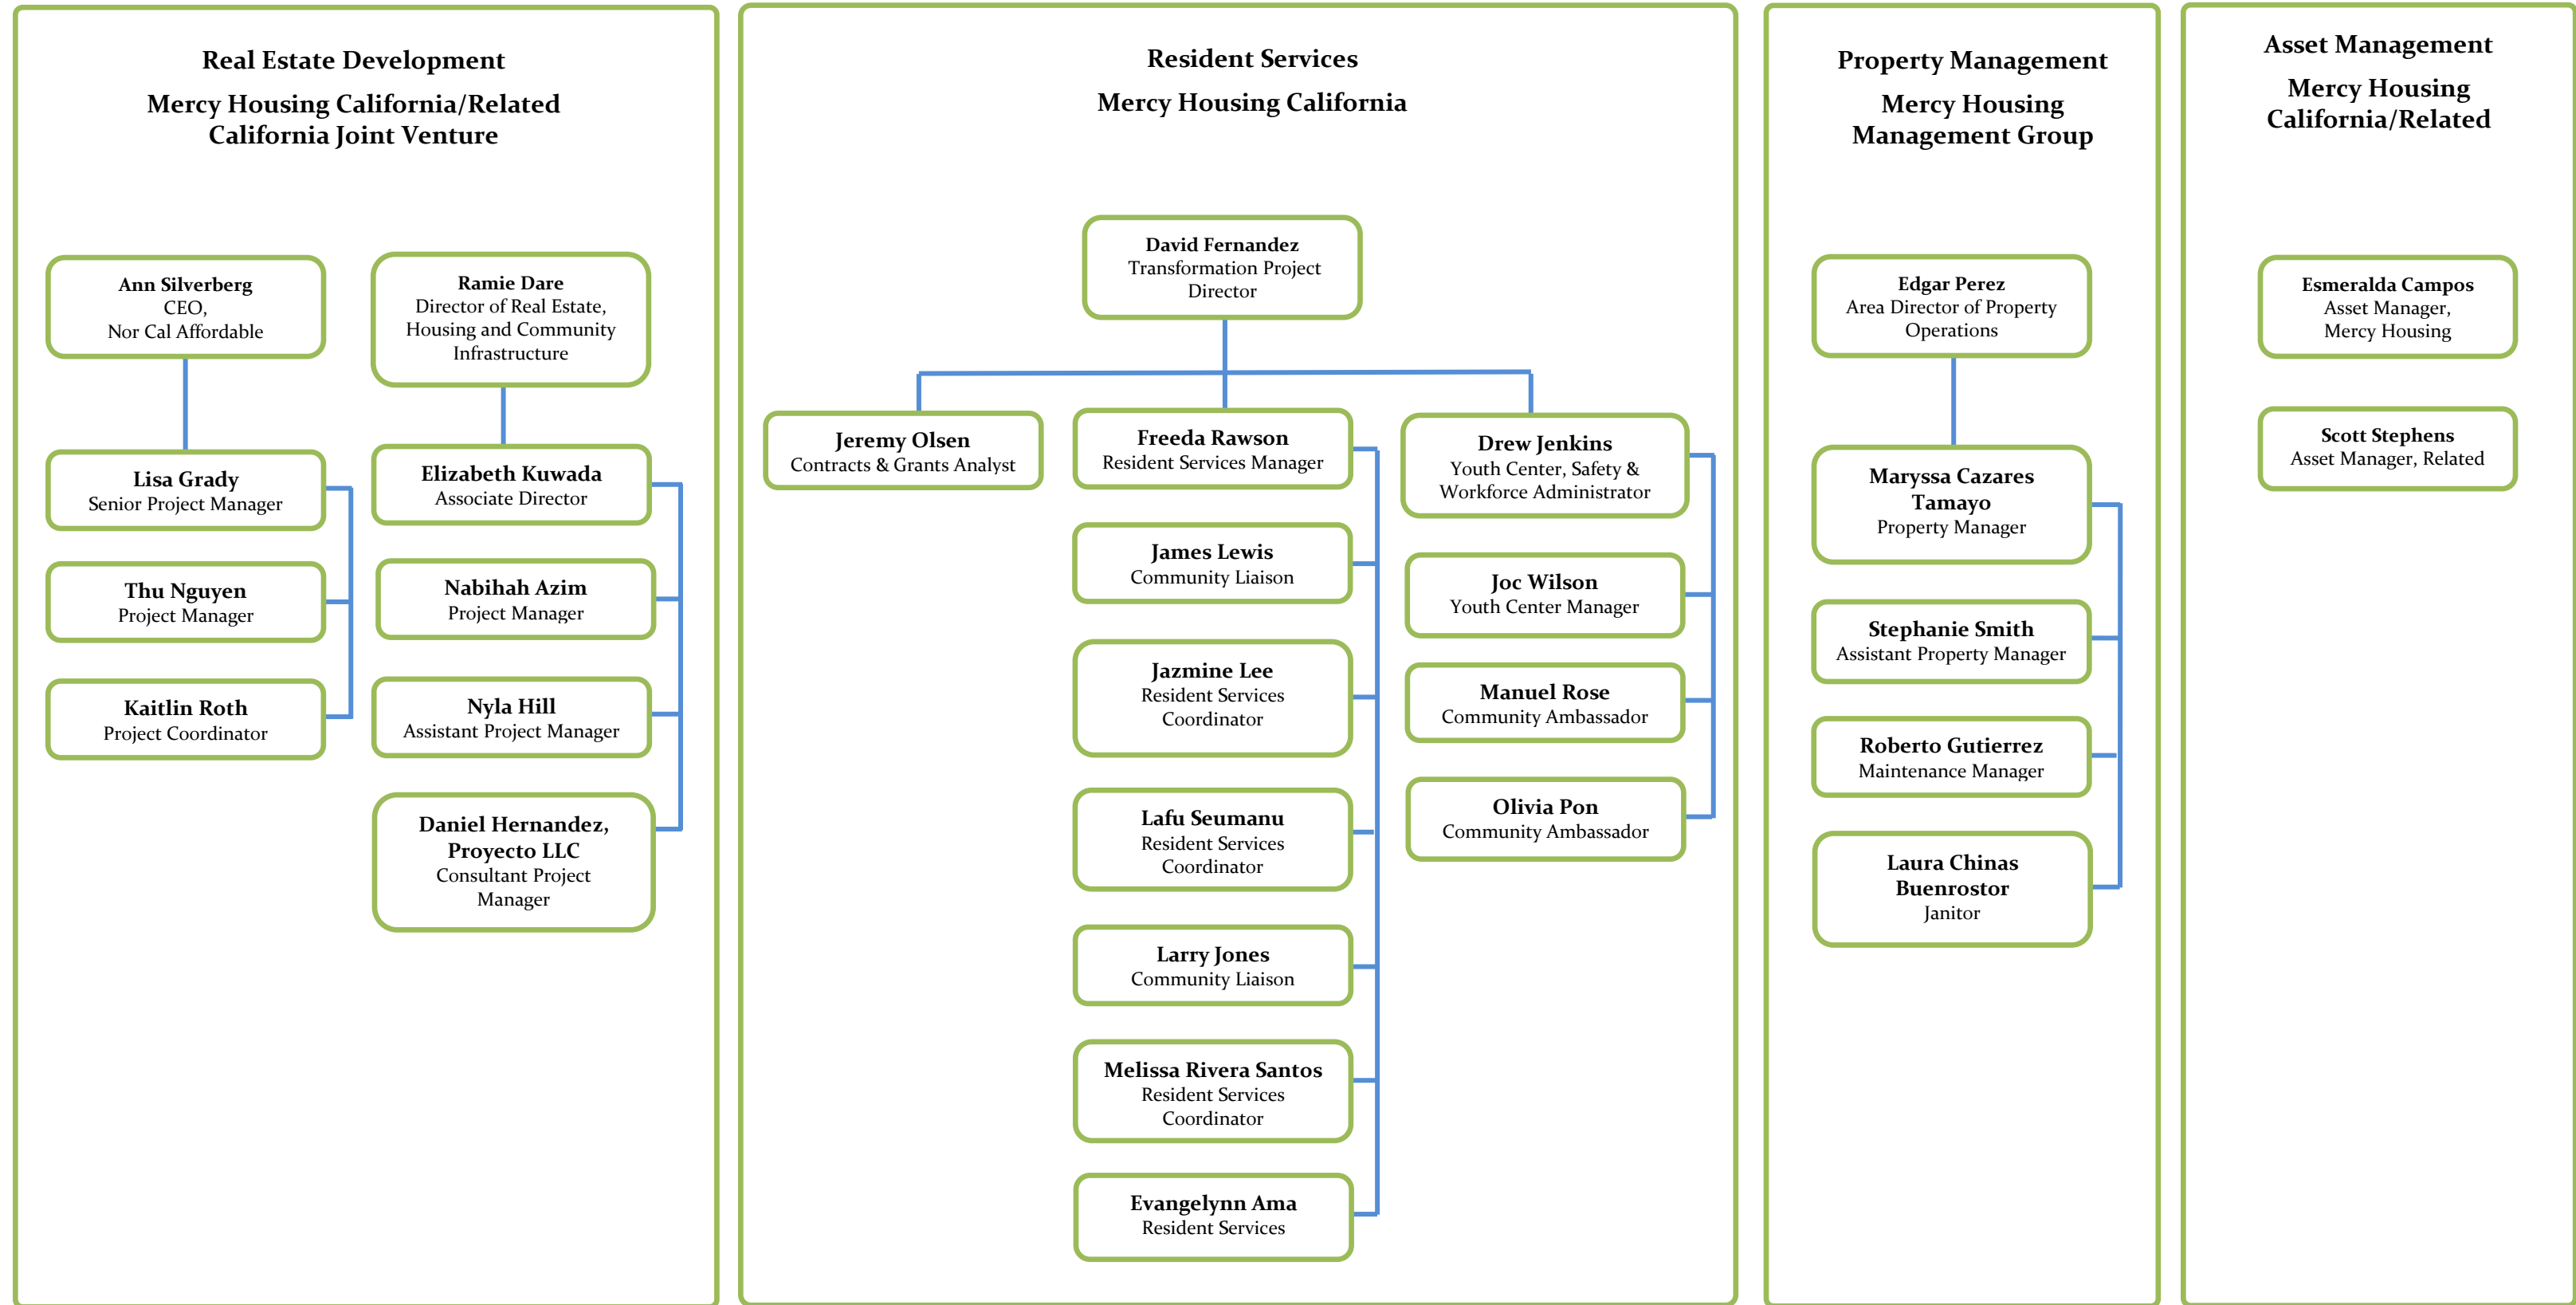 Real Estate Development
Mercy Housing California/Related
California Joint Venture
Ann Silverberg
CEO,
Nor Cal Affordable
Lisa Grady
Senior Project Manager
Thu Nguyen
Project Manager
Kaitlin Roth
Project Coordinator
Ramie Dare
Director of Real Estate,
Housing and Community
Infrastructure
Elizabeth Kuwada
Associate Director
Nabihah Azim
Project Manager
Nyla Hill
Assistant Project Manager
Daniel Hernandez,
Proyecto LLC
Consultant Project
Manager
Resident Services
Mercy Housing California
David Fernandez
Transformation Project
Director
Jeremy Olsen
Contracts & Grants Analyst
Freeda Rawson
Resident Services Manager
James Lewis
Community Liaison
Jazmine Lee
Resident Services
Coordinator
Lafu Seumanu
Resident Services
Coordinator
Larry Jones
Community Liaison
Melissa Rivera Santos
Resident Services
Coordinator
Evangelynn Ama
Resident Services
Drew Jenkins
Youth Center, Safety &
Workforce Administrator
Joc Wilson
Youth Center Manager
Manuel Rose
Community Ambassador
Olivia Pon
Community Ambassador
Property Management
Mercy Housing
Management Group
Edgar Perez
Area Director of Property
Operations
Maryssa Cazares
Tamayo
Property Manager
Stephanie Smith
Assistant Property Manager
Roberto Gutierrez
Maintenance Manager
Laura Chinas
Buenrostor
Janitor
Asset Management
Mercy Housing
California/Related
Esmeralda Campos
Asset Manager,
Mercy Housing
Scott Stephens
Asset Manager, Related